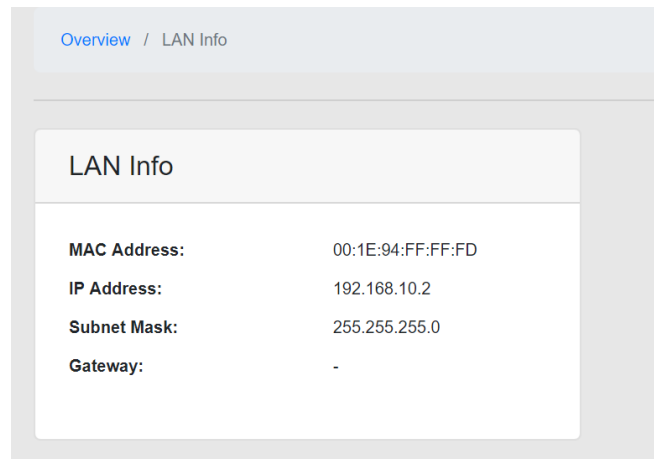 Overview / LAN Info
LAN Info
MAC Address: 00:1E:94:FF:FF:FD
IP Address: 192.168.10.2
Subnet Mask: 255.255.255.0
Gateway: -